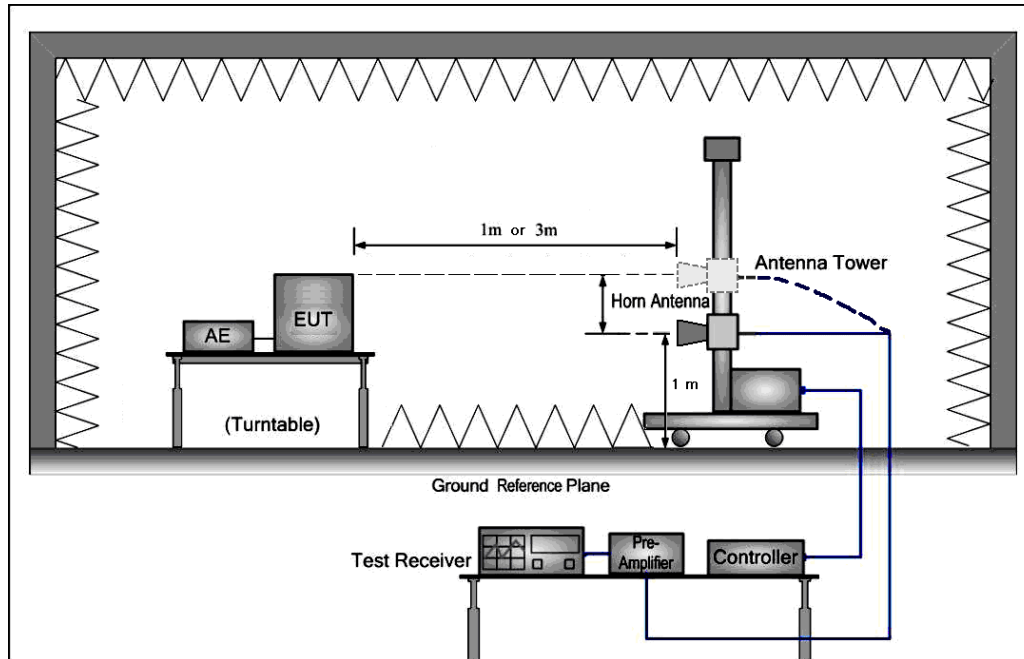 1m or 3m
Antenna Tower
Horn Antenna
EUT
AE
1 m
(Turntable)
Ground Reference Plane
Test Receiver
Pre-
Amplifier
Controller